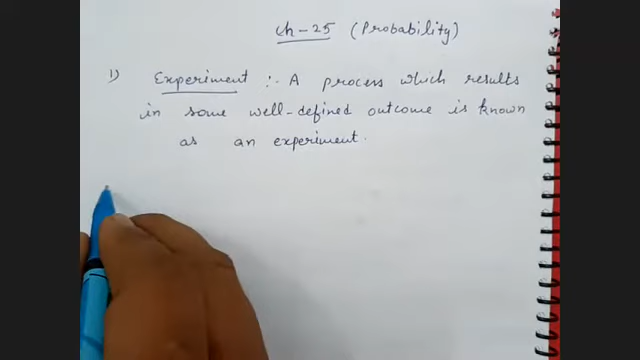 Ch-25 (Probability)
1) Experiment :- A process which results
in some well-defined outcome is known
as an experiment.